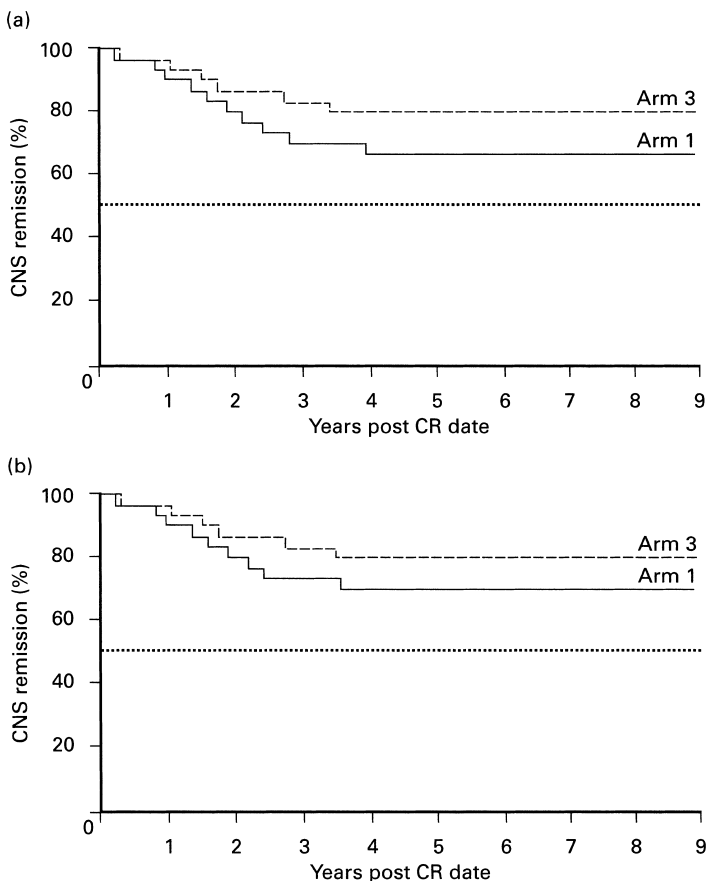 (a)
100
80
60
40
20
0
CNS remission (%)
Arm 3
Arm 1
1 2 3 4 5 6 7 8 9
Years post CR date
(b)
100
80
60
40
20
0
CNS remission (%)
Arm 3
Arm 1
1 2 3 4 5 6 7 8 9
Years post CR date